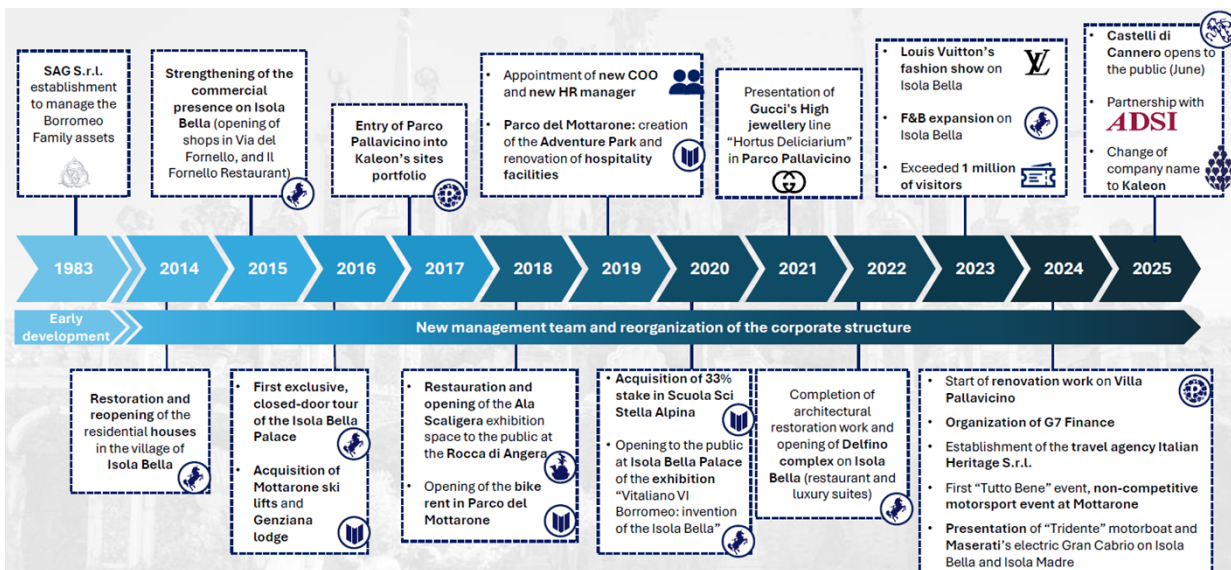 SAG S.r.l.
establishment
to manage the
Borromeo
Family assets
Strengthening of the
commercial
presence on Isola
Bella (opening of
shops in Via del
Fornello, and Il
Fornello Restaurant)
Entry of Parco
Pallavicino into
Kaleon's sites
portfolio
• Appointment of new COO
and new HR manager
• Parco del Mottarone: creation
of the Adventure Park and
renovation of hospitality
facilities
Presentation of
Gucci's High
jewellery line
"Hortus Deliciarium"
in Parco Pallavicino
• Louis Vuitton's
fashion show on
Isola Bella
• F&B expansion on
Isola Bella
• Exceeded 1 million
of visitors
• Castelli di
Cannero opens to
the public (June)
• Partnership with
ADSI
• Change of
company name
to Kaleon
1983
2014
2015
2016
2017
2018
2019
2020
2021
2022
2023
2024
2025
Early
development
New management team and reorganization of the corporate structure
Restoration and
reopening of the
residential houses
in the village of
Isola Bella
• First exclusive,
closed-door tour
of the Isola Bella
Palace
• Acquisition of
Mottarone ski
lifts and
Genziana
lodge
• Restauration and
opening of the Ala
Scaligera exhibition
space to the public at
the Rocca di Angera
• Opening of the bike
rent in Parco del
Mottarone
• Acquisition of 33%
stake in Scuola Sci
Stella Alpina
• Opening to the public
at Isola Bella Palace
of the exhibition
"Vitaliano VI
Borromeo: invention
of the Isola Bella"
Completion of
architectural
restoration work and
opening of Delfino
complex on Isola
Bella (restaurant and
luxury suites)
• Start of renovation work on Villa
Pallavicino
• Organization of G7 Finance
• Establishment of the travel agency Italian
Heritage S.r.l.
• First "Tutto Bene" event, non-competitive
motorsport event at Mottarone
• Presentation of "Tridente" motorboat and
Maserati's electric Gran Cabrio on Isola
Bella and Isola Madre